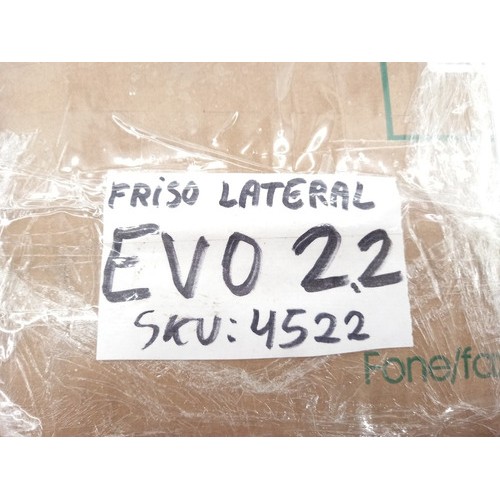 FRISO LATERAL
EVO 2.2
SKU: 4522
Fone/fa